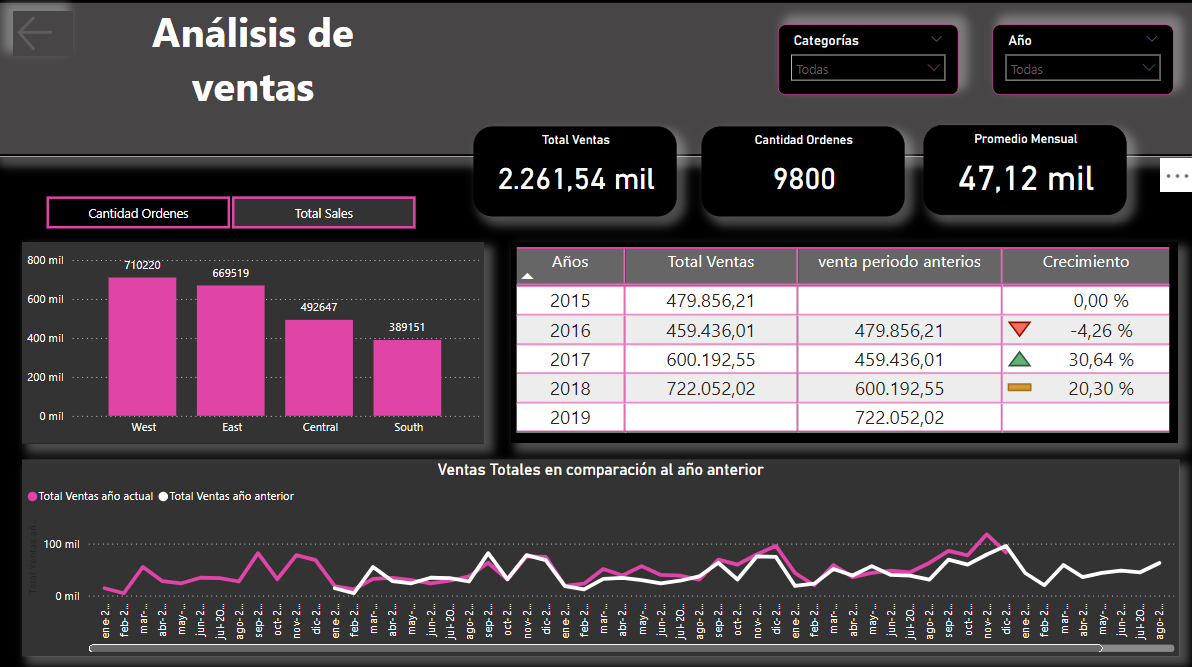 Análisis de
ventas
Categorías
Todas
Año
Todas
Total Ventas
2.261,54 mil
Cantidad Ordenes
9800
Promedio Mensual
47,12 mil
Cantidad Ordenes
Total Sales
800 mil
600 mil
400 mil
200 mil
0 mil
710220
669519
492647
389151
West
East
Central
South
Años Total Ventas venta periodo anterios Crecimiento
2015 479.856,21 0,00 %
2016 459.436,01 479.856,21 -4,26 %
2017 600.192,55 459.436,01 30,64 %
2018 722.052,02 600.192,55 20,30 %
2019 722.052,02
Ventas Totales en comparación al año anterior
Total Ventas año actual Total Ventas año anterior
Total Ventas añ...
100 mil
0 mil
ene-2... feb-2... mar-... abr-2... may-... jun-2... jul-20... ago-2... sep-2... oct-2... nov-2... dic-2... ene-2... feb-2... mar-... abr-2... may-... jun-2... jul-20... ago-2... sep-2... oct-2... nov-2... dic-2... ene-2... feb-2... mar-... abr-2... may-... jun-2... jul-20... ago-2... sep-2... oct-2... nov-2... dic-2... ene-2... feb-2... mar-... abr-2... may-... jun-2... jul-20... ago-2... sep-2... oct-2... nov-2... dic-2... ene-2... feb-2... mar-... abr-2... may-... jun-2... jul-20... ago-2...